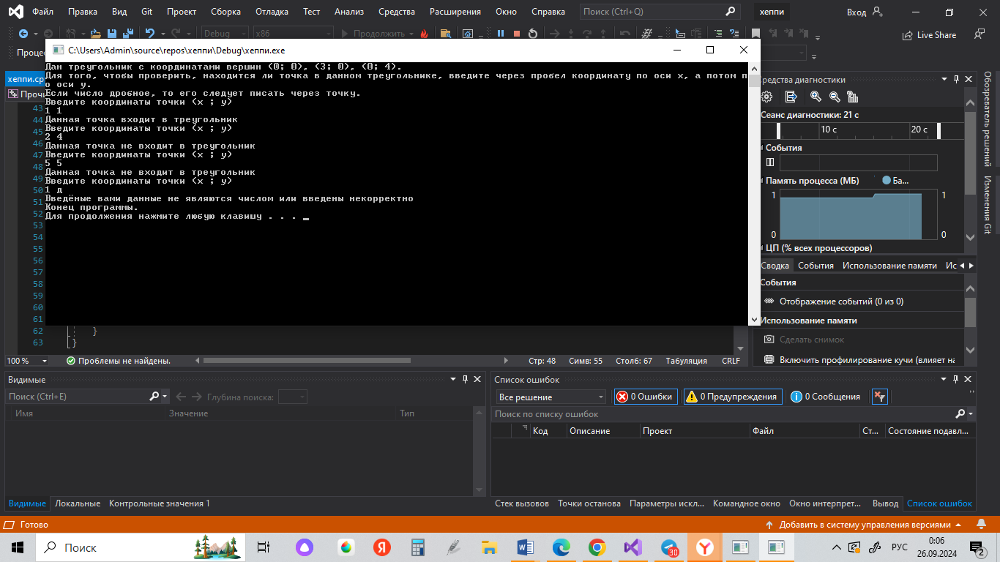 Файл Правка Вид Git Проект Сборка Отладка Тест Анализ Средства Расширения Окно Справка Поиск (Ctrl+Q) хеппи Вход
Debug x86 Продолжить Live Share
Процес
C:\Users\Admin\source\repos\хеппи\Debug\хеппи.exe
хеппи.cp
Прочи
Дан треугольник с координатами вершин (0; 0), (3; 0), (0; 4).
Для того, чтобы проверить, находится ли точка в данном треугольнике, введите через пробел координату по оси x, а потом п
о оси y.
Если число дробное, то его следует писать через точку.
Введите координаты точки (x ; y)
1 1
Данная точка входит в треугольник
Введите координаты точки (x ; y)
2 4
Данная точка не входит в треугольник
Введите координаты точки (x ; y)
5 5
Данная точка не входит в треугольник
Введите координаты точки (x ; y)
1 д
Введёные вами данные не являются числом или введены некорректно
Конец программы.
Для продолжения нажмите любую клавишу . . .
43
44
45
46
47
48
49
50
51
52
53
54
55
56
57
58
59
60
61
62 }
63 }
100 % Проблемы не найдены. Стр: 48 Симв: 55 Столб: 67 Табуляция CRLF
Средства диагностики
Сеанс диагностики: 21 с
10 с 20 с
События
Память процесса (МБ) Ба...
1 1
0 0
ЦП (% всех процессоров)
Сводка События Использование памяти Ис
События
Отображение событий (0 из 0)
Использование памяти
Сделать снимок
Включить профилирование кучи (влияет на
Обозреватель решений
Изменения Git
Видимые
Поиск (Ctrl+E) Глубина поиска:
Имя Значение Тип
Видимые Локальные Контрольные значения 1
Список ошибок
Все решение 0 Ошибки 0 Предупреждения 0 Сообщения
Поиск по списку ошибок
Код Описание Проект Файл Ст... Состояние подавл...
Стек вызовов Точки останова Параметры искл... Командное окно Окно интерпрет... Вывод Список ошибок
Готово Добавить в систему управления версиями
Поиск 30 РУС 0:06
26.09.2024 2